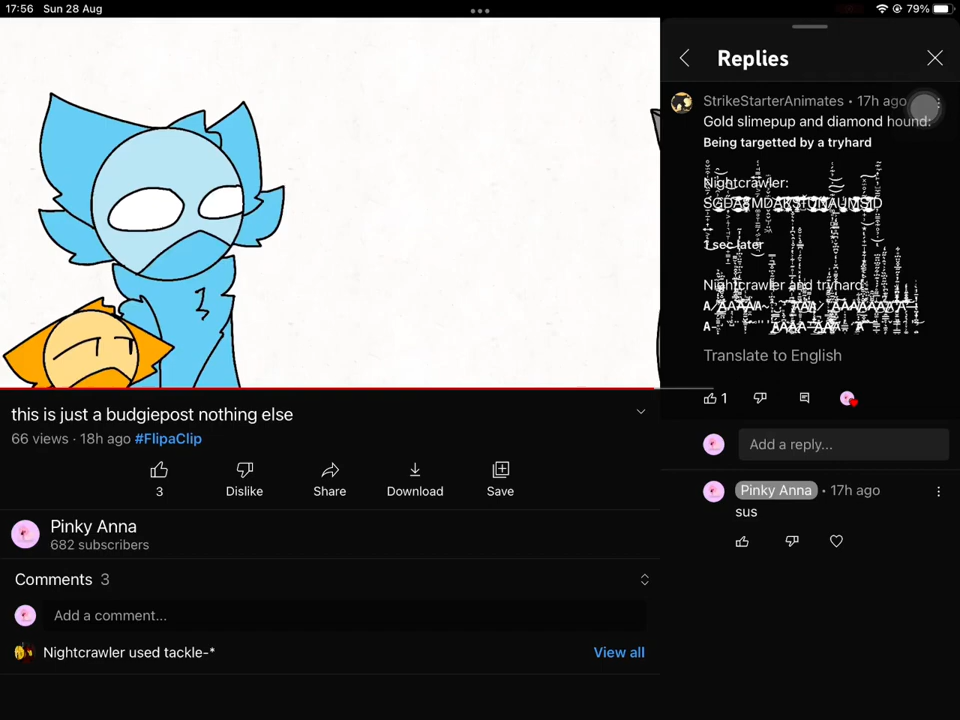 17:56 Sun 28 Aug
79%
this is just a budgiepost nothing else
66 views · 18h ago #FlipaClip
3
Dislike
Share
Download
Save
Pinky Anna
682 subscribers
Comments 3
Add a comment...
Nightcrawler used tackle-*
View all
Replies
StrikeStarterAnimates • 17h ago
Gold slimepup and diamond hound:
Being targetted by a tryhard
Nightcrawler:
1 sec later
Nightcrawler and tryhard:
Translate to English
1
Add a reply...
Pinky Anna • 17h ago
sus